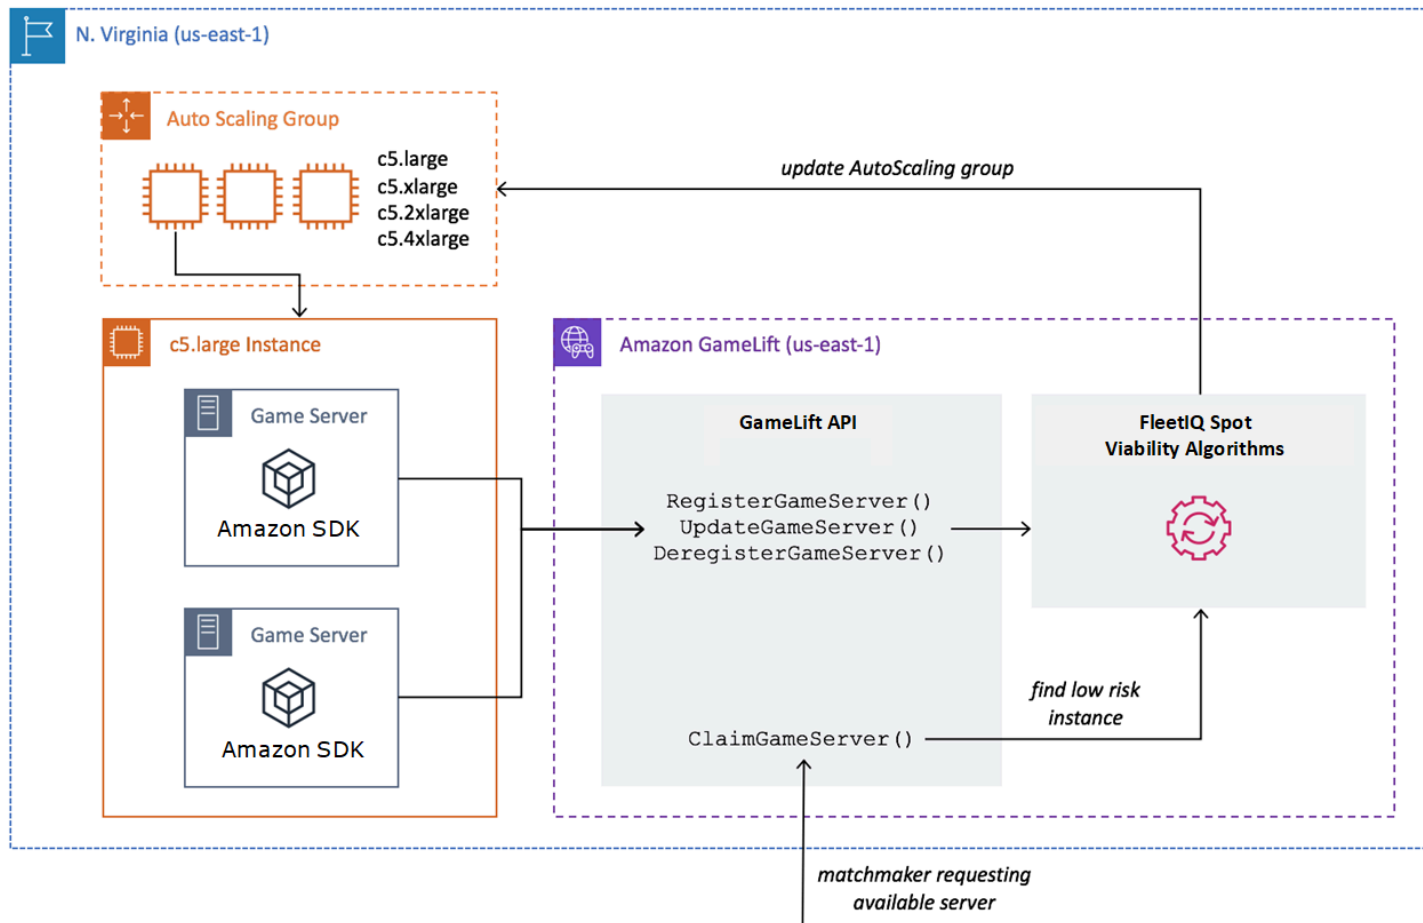 N. Virginia (us-east-1)
Auto Scaling Group
c5.large
c5.xlarge
c5.2xlarge
c5.4xlarge
update AutoScaling group
c5.large Instance
Game Server
Amazon SDK
Game Server
Amazon SDK
Amazon GameLift (us-east-1)
GameLift API
RegisterGameServer()
UpdateGameServer()
DeregisterGameServer()
ClaimGameServer()
FleetIQ Spot
Viability Algorithms
find low risk
instance
matchmaker requesting
available server